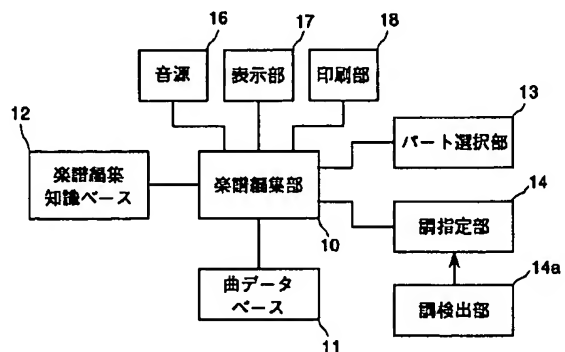 16
17
18
音源
表示部
印刷部
12
13
楽譜編集
知識ベース
楽譜編集部
パート選択部
10
14
調指定部
曲データ
ベース
11
14a
調検出部